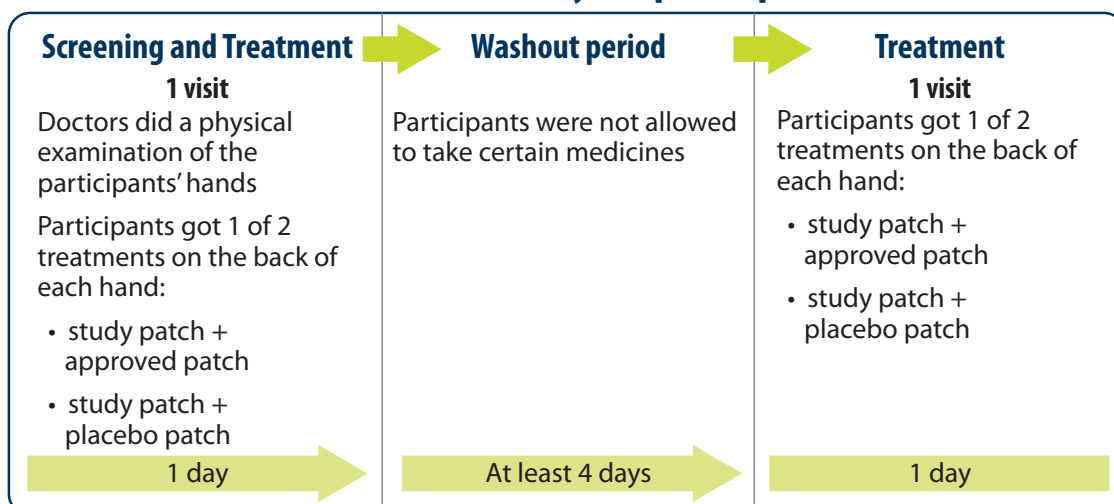 Screening and Treatment
1 visit
Doctors did a physical
examination of the
participants' hands
Participants got 1 of 2
treatments on the back of
each hand:
• study patch +
approved patch
• study patch +
placebo patch
1 day
Washout period
Participants were not allowed
to take certain medicines
At least 4 days
Treatment
1 visit
Participants got 1 of 2
treatments on the back of
each hand:
• study patch +
approved patch
• study patch +
placebo patch
1 day